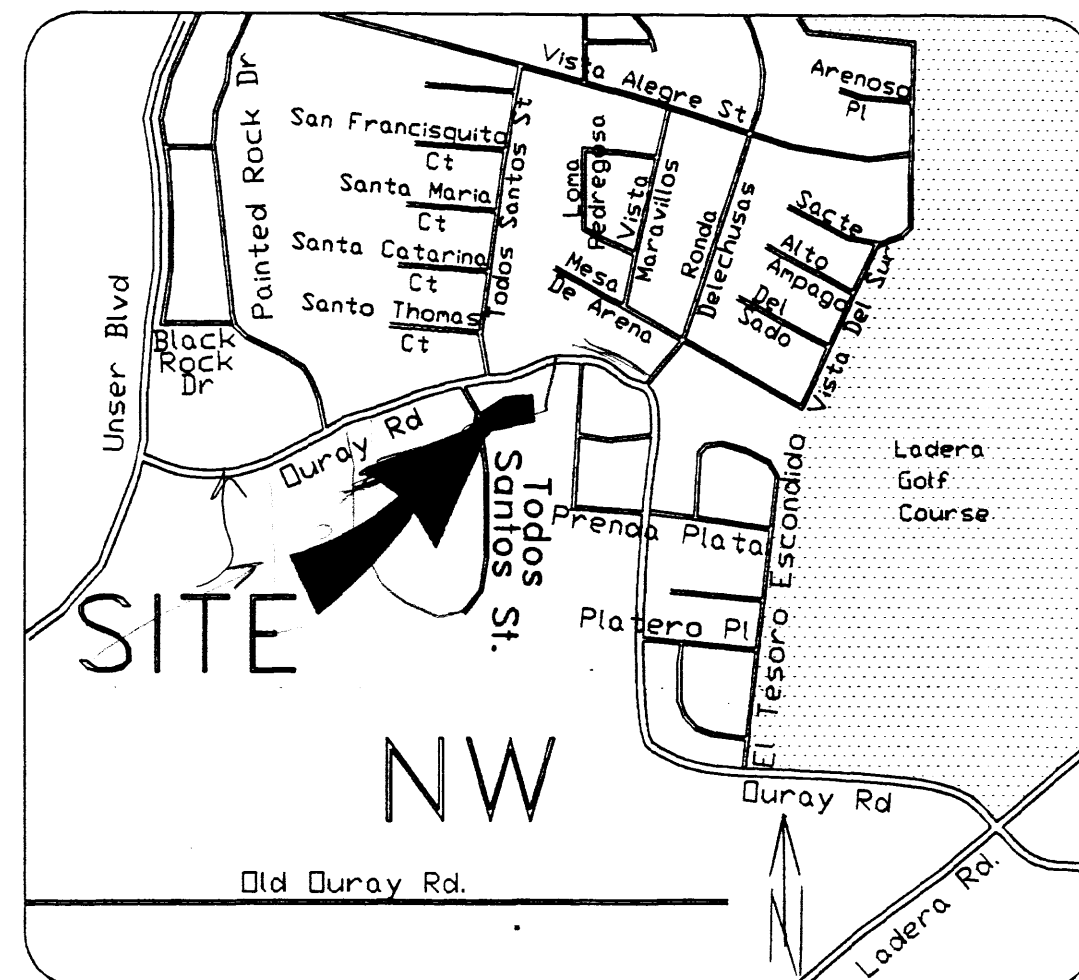 Vista Alegre St
Arenoso
Pl
Painted Rock Dr
San Francisquito
Ct
Santa Maria
Ct
Santa Catarina
Ct
Santo Thomas
Ct
Todos Santos St
Loma
Pedregosa
Vista
Maravillos
Ronda
Delechusas
Mesa
De Arena
Sacte
Alto
Ampago
Del
Sado
Vista Del Sur
Unser Blvd
Black
Rock
Dr
Ouray Rd
Todos
Santos St.
Ladera
Golf
Course
Prenda Plata
El Tesoro Escondido
SITE
Platero Pl
NW
Ouray Rd
Old Ouray Rd.
N
Ladera Rd.